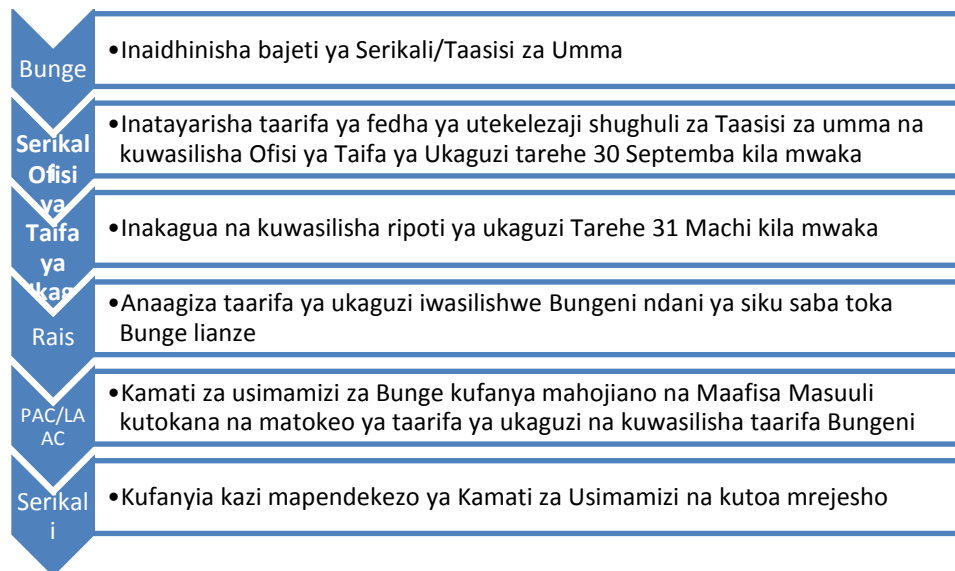 Bunge
•Inaidhinisha bajeti ya Serikali/Taasisi za Umma
Serikal
•Inatayarisha taarifa ya fedha ya utekelezaji shughuli za Taasisi za umma na
kuwasilisha Ofisi ya Taifa ya Ukaguzi tarehe 30 Septemba kila mwaka
Ofisi
ya
Taifa
ya
•Inakagua na kuwasilisha ripoti ya ukaguzi Tarehe 31 Machi kila mwaka
Rais
•Anaagiza taarifa ya ukaguzi iwasilishwe Bungeni ndani ya siku saba toka
Bunge lianze
PAC/LA
AC
•Kamati za usimamizi za Bunge kufanya mahojiano na Maafisa Masuuli
kutokana na matokeo ya taarifa ya ukaguzi na kuwasilisha taarifa Bungeni
Serikal
i
•Kufanyia kazi mapendekezo ya Kamati za Usimamizi na kutoa mrejesho